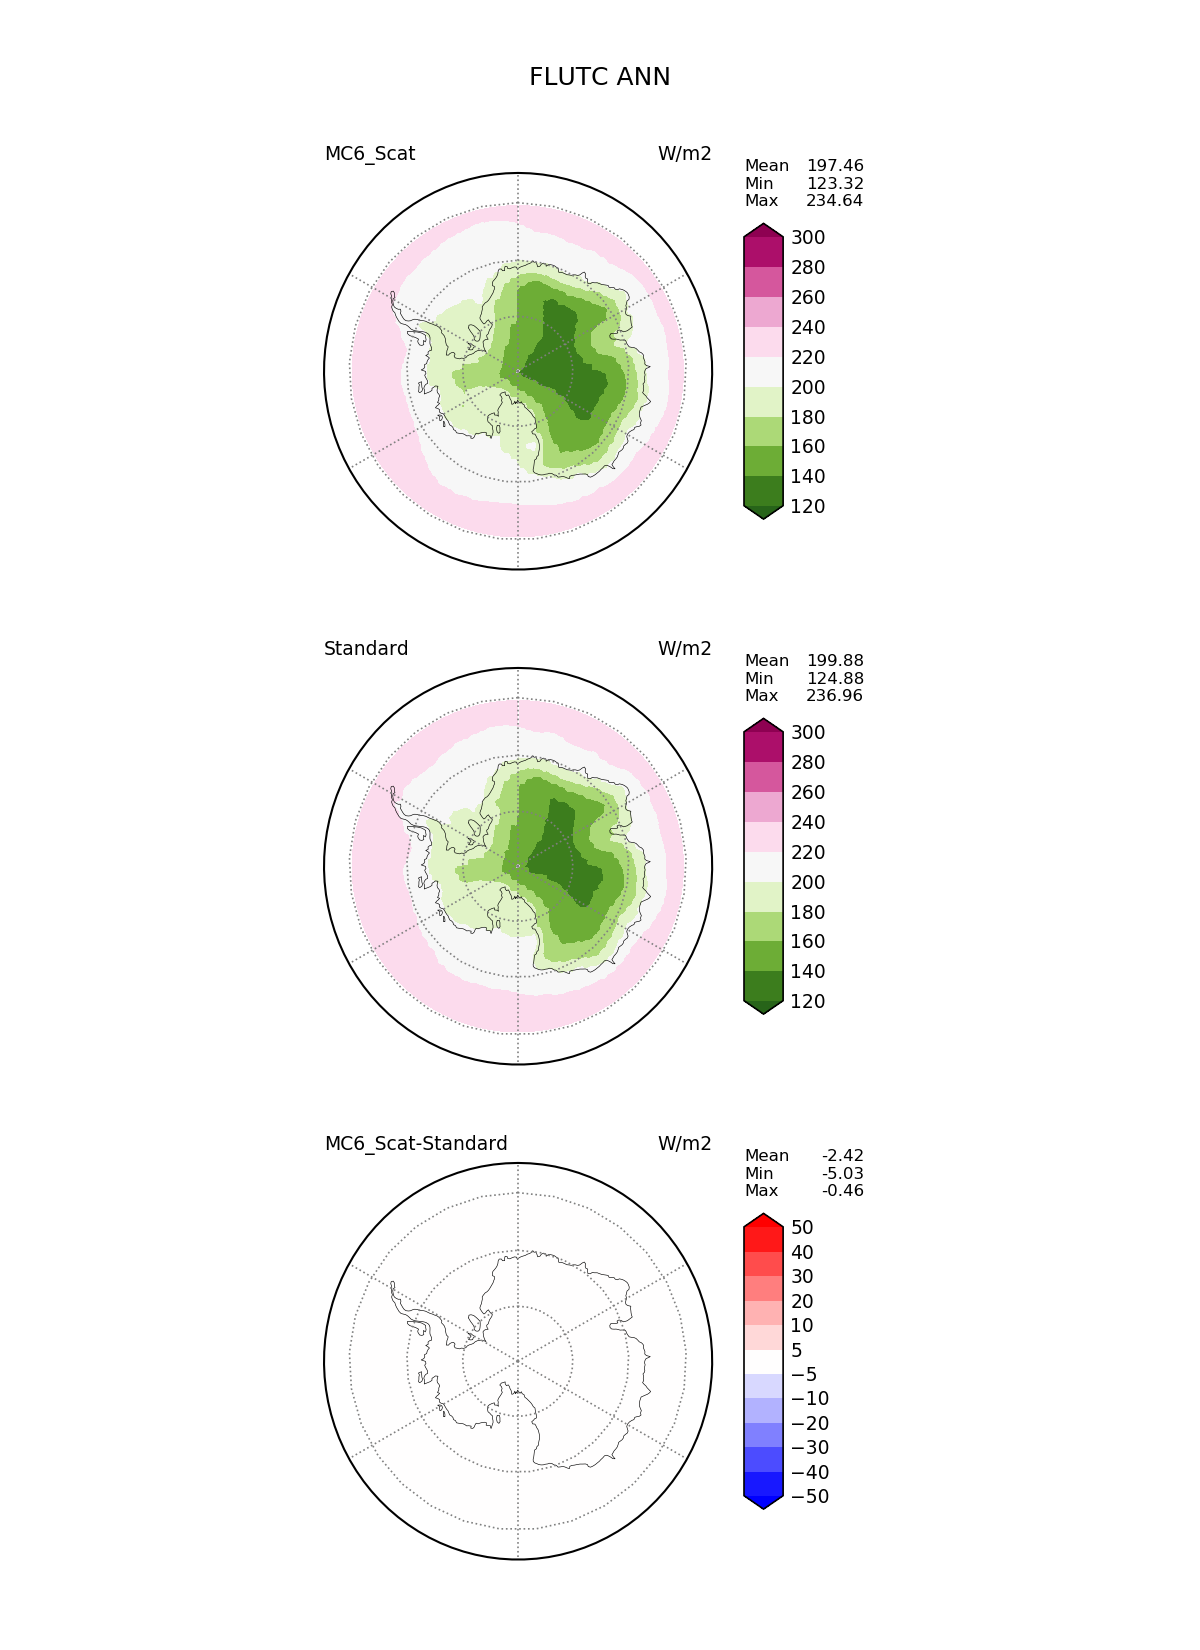 FLUTC ANN
MC6_Scat W/m2
Mean 197.46
Min 123.32
Max 234.64
300
280
260
240
220
200
180
160
140
120
Standard W/m2
Mean 199.88
Min 124.88
Max 236.96
300
280
260
240
220
200
180
160
140
120
MC6_Scat-Standard W/m2
Mean -2.42
Min -5.03
Max -0.46
50
40
30
20
10
5
−5
−10
−20
−30
−40
−50